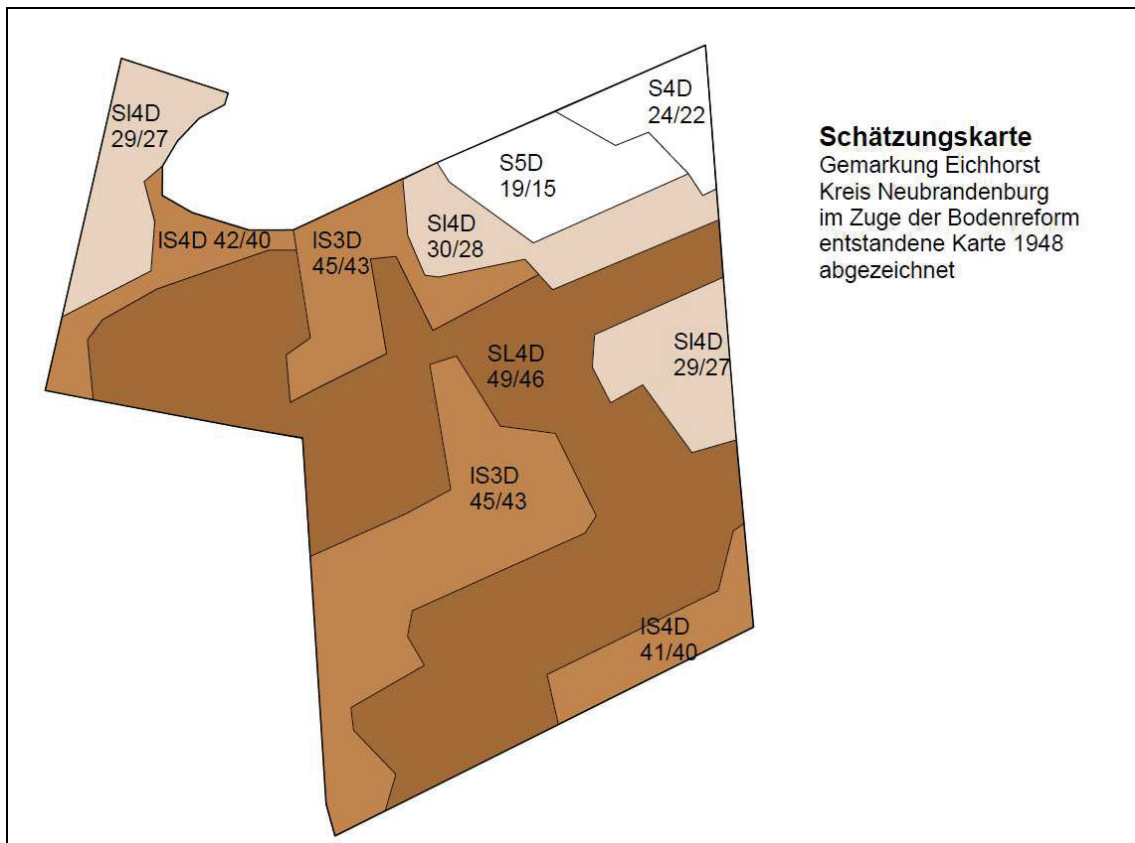 SI4D
29/27
S4D
24/22
S5D
19/15
SI4D
30/28
IS4D 42/40
IS3D
45/43
SL4D
49/46
SI4D
29/27
IS3D
45/43
IS4D
41/40
Schätzungskarte
Gemarkung Eichhorst
Kreis Neubrandenburg
im Zuge der Bodenreform
entstandene Karte 1948
abgezeichnet